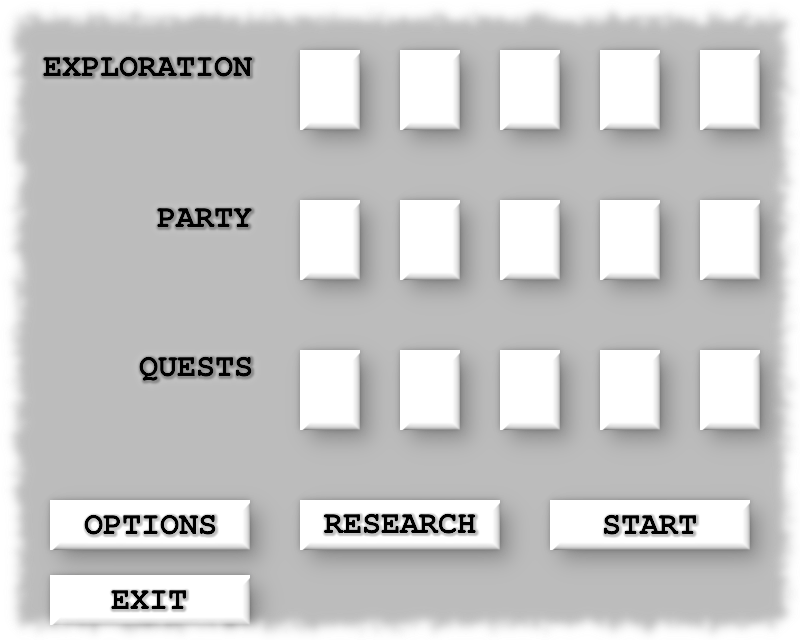 EXPLORATION
PARTY
QUESTS
OPTIONS
RESEARCH
START
EXIT